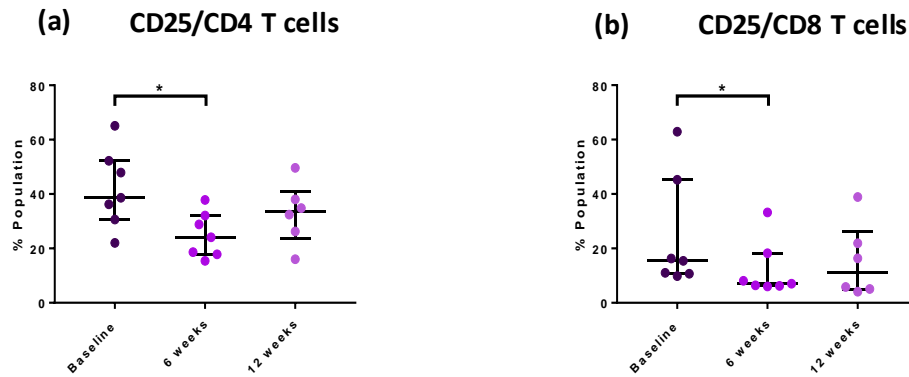 (a) CD25/CD4 T cells
% Population
80
60
40
20
0
*
Baseline
6 weeks
12 weeks
(b) CD25/CD8 T cells
% Population
80
60
40
20
0
*
Baseline
6 weeks
12 weeks